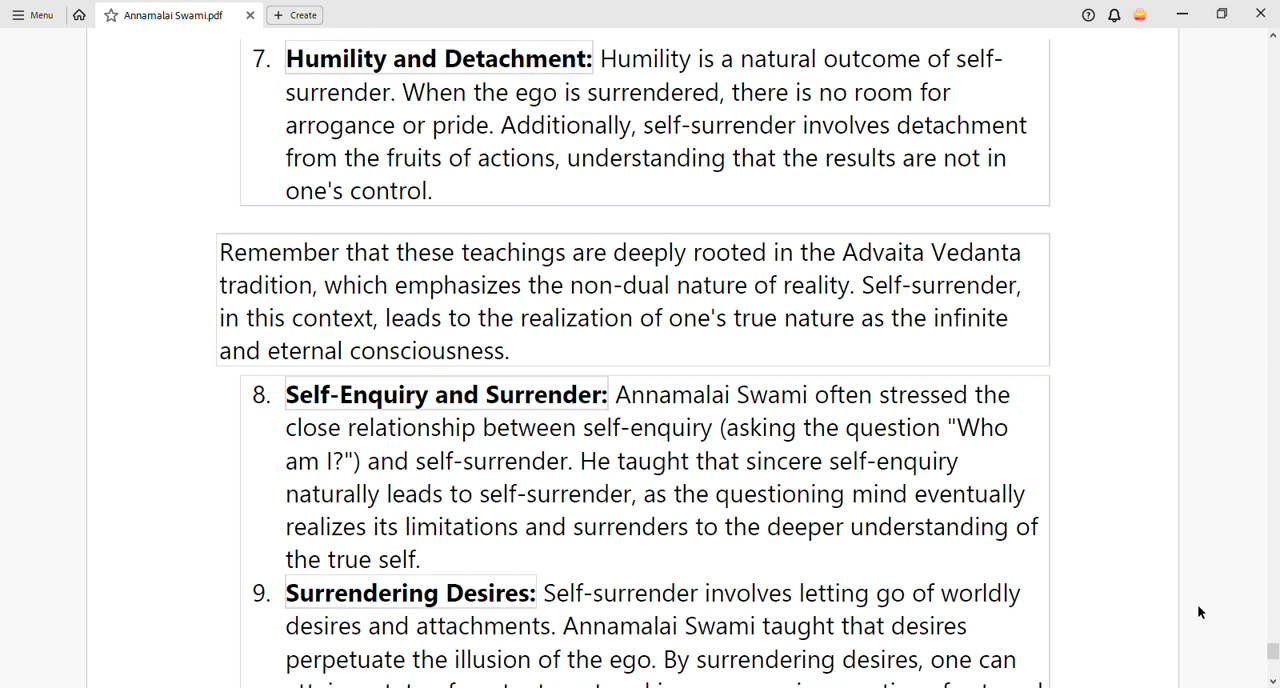 Menu
Annamalai Swami.pdf
+ Create
7. Humility and Detachment: Humility is a natural outcome of self-
surrender. When the ego is surrendered, there is no room for
arrogance or pride. Additionally, self-surrender involves detachment
from the fruits of actions, understanding that the results are not in
one's control.
Remember that these teachings are deeply rooted in the Advaita Vedanta
tradition, which emphasizes the non-dual nature of reality. Self-surrender,
in this context, leads to the realization of one's true nature as the infinite
and eternal consciousness.
8. Self-Enquiry and Surrender: Annamalai Swami often stressed the
close relationship between self-enquiry (asking the question "Who
am I?") and self-surrender. He taught that sincere self-enquiry
naturally leads to self-surrender, as the questioning mind eventually
realizes its limitations and surrenders to the deeper understanding of
the true self.
9. Surrendering Desires: Self-surrender involves letting go of worldly
desires and attachments. Annamalai Swami taught that desires
perpetuate the illusion of the ego. By surrendering desires, one can